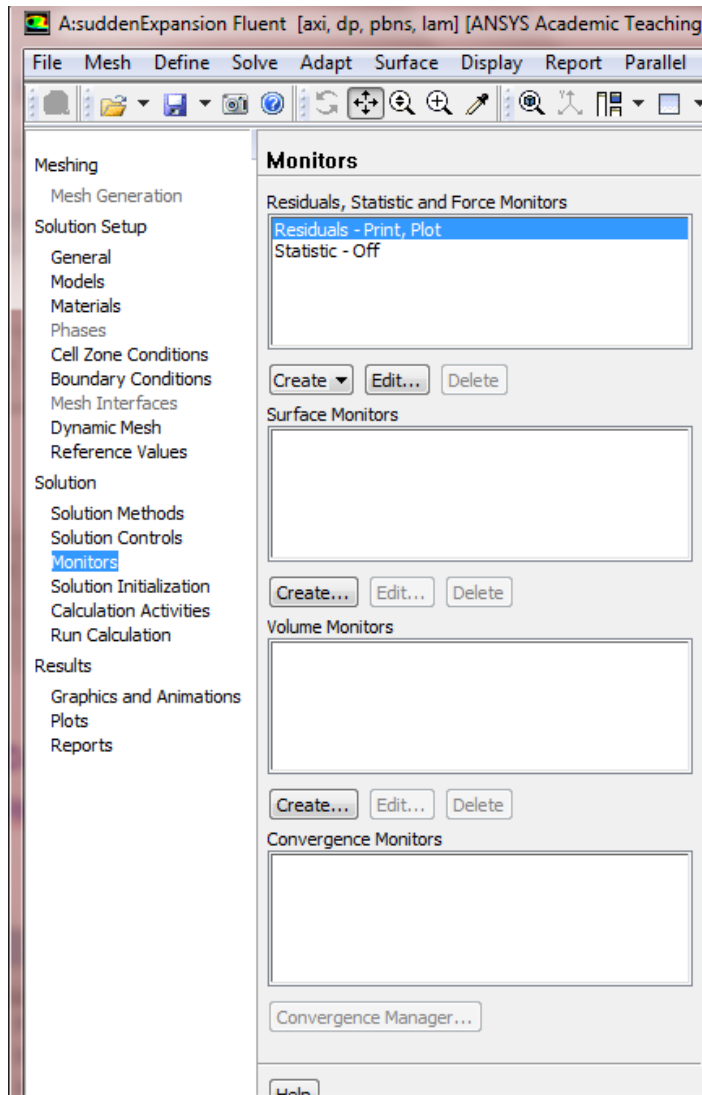 A:suddenExpansion Fluent [axi, dp, pbns, lam] [ANSYS Academic Teaching
File Mesh Define Solve Adapt Surface Display Report Parallel
Meshing
Mesh Generation
Solution Setup
General
Models
Materials
Phases
Cell Zone Conditions
Boundary Conditions
Mesh Interfaces
Dynamic Mesh
Reference Values
Solution
Solution Methods
Solution Controls
Monitors
Solution Initialization
Calculation Activities
Run Calculation
Results
Graphics and Animations
Plots
Reports
Monitors
Residuals, Statistic and Force Monitors
Residuals - Print, Plot
Statistic - Off
Create Edit... Delete
Surface Monitors
Create... Edit... Delete
Volume Monitors
Create... Edit... Delete
Convergence Monitors
Convergence Manager...
Help